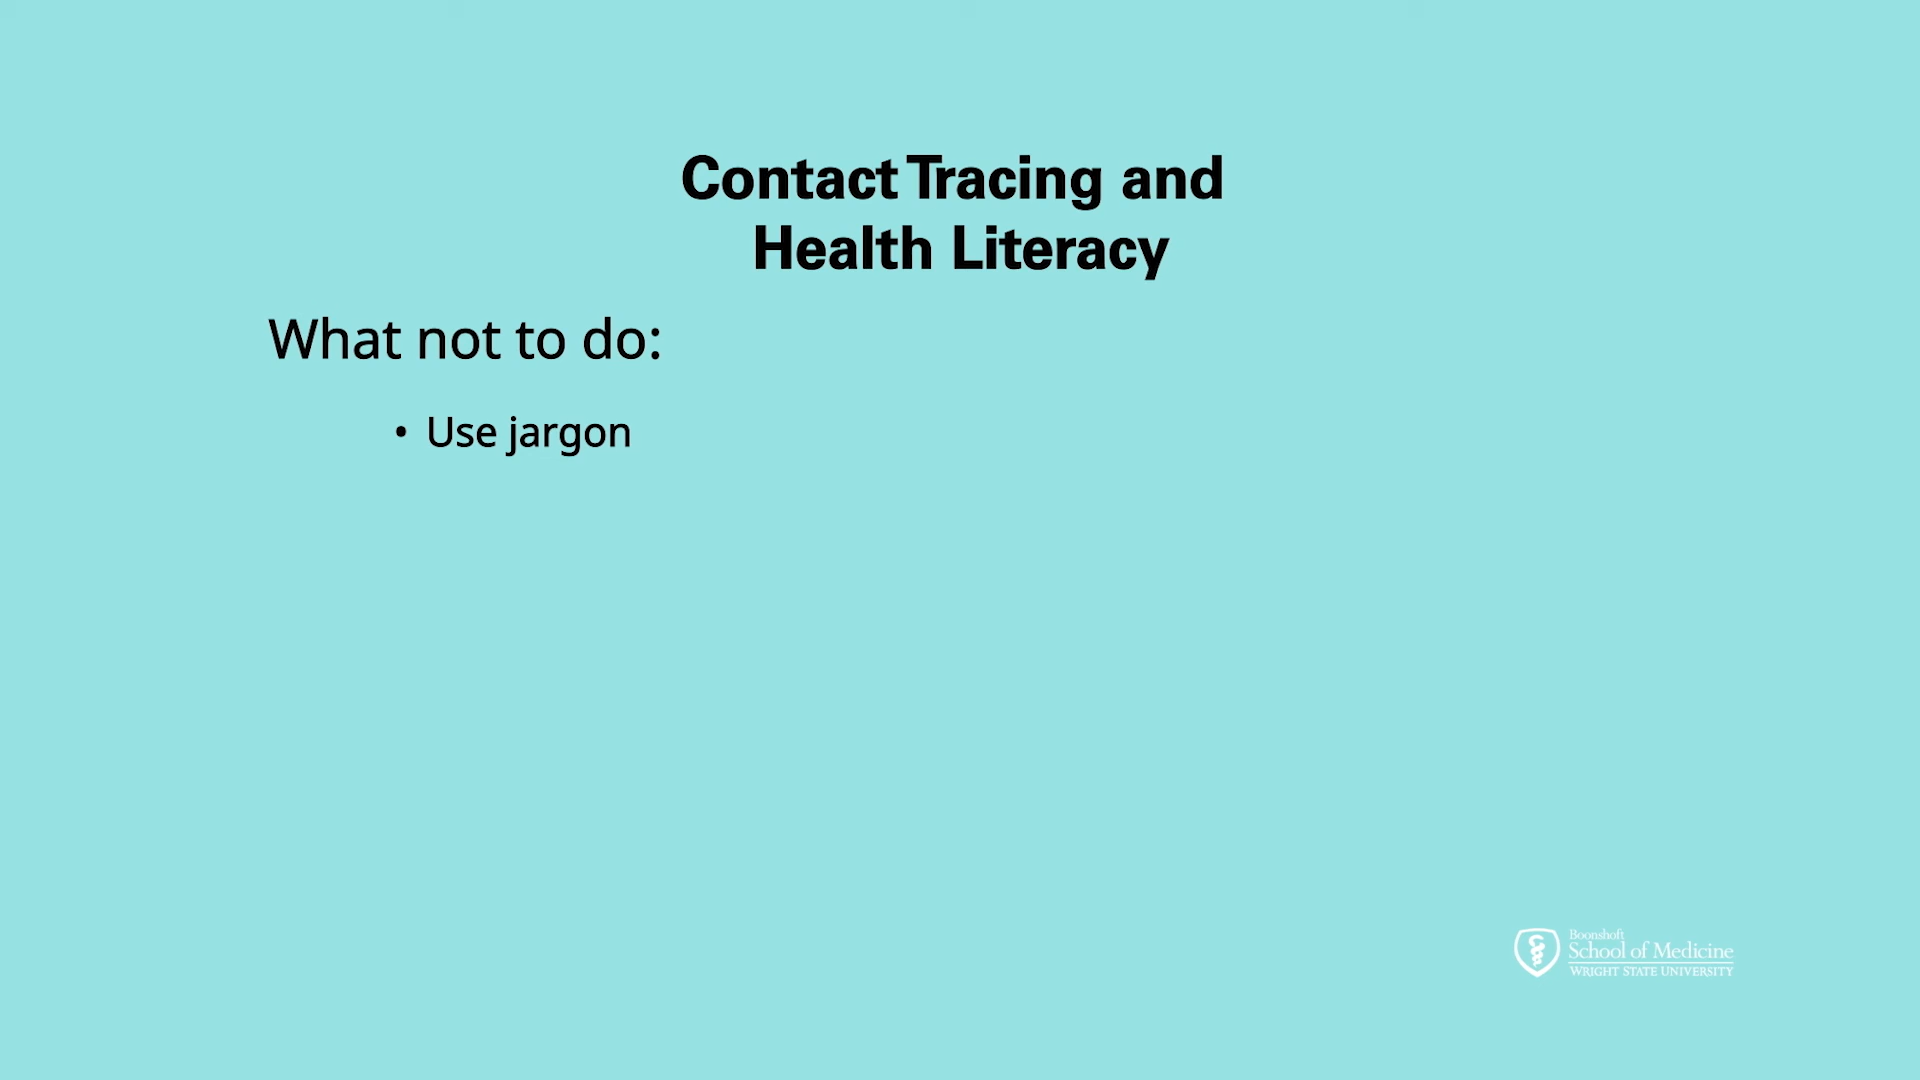 Contact Tracing and
Health Literacy
What not to do:
• Use jargon
Boonshoft
School of Medicine
WRIGHT STATE UNIVERSITY